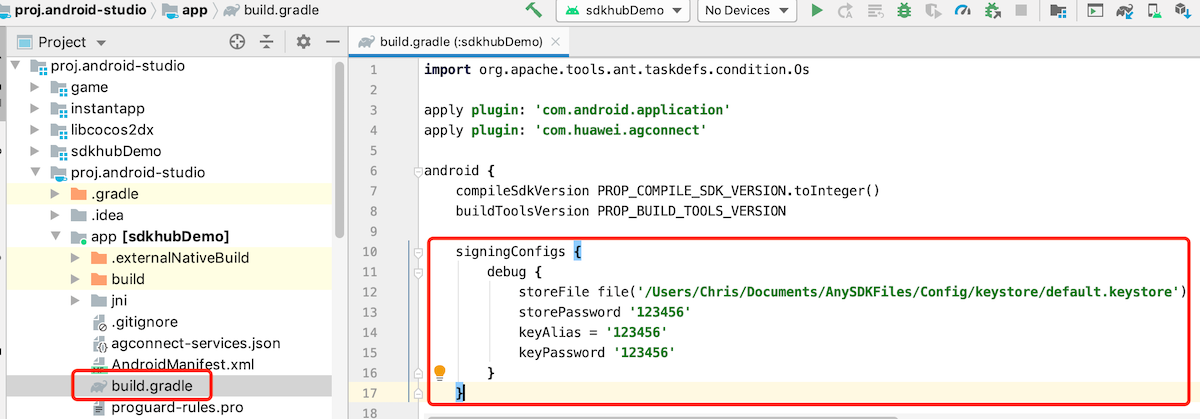 proj.android-studio app build.gradle sdkhubDemo No Devices
Project build.gradle (:sdkhubDemo)
proj.android-studio
game
instantapp
libcocos2dx
sdkhubDemo
proj.android-studio
.gradle
.idea
app [sdkhubDemo]
.externalNativeBuild
build
jni
.gitignore
agconnect-services.json
AndroidManifest.xml
build.gradle
proguard-rules.pro
1 import org.apache.tools.ant.taskdefs.condition.Os
2
3 apply plugin: 'com.android.application'
4 apply plugin: 'com.huawei.agconnect'
5
6 android {
7 compileSdkVersion PROP_COMPILE_SDK_VERSION.toInteger()
8 buildToolsVersion PROP_BUILD_TOOLS_VERSION
9
10 signingConfigs {
11 debug {
12 storeFile file('/Users/Chris/Documents/AnySDKFiles/Config/keystore/default.keystore')
13 storePassword '123456'
14 keyAlias = '123456'
15 keyPassword '123456'
16 }
17 }
18